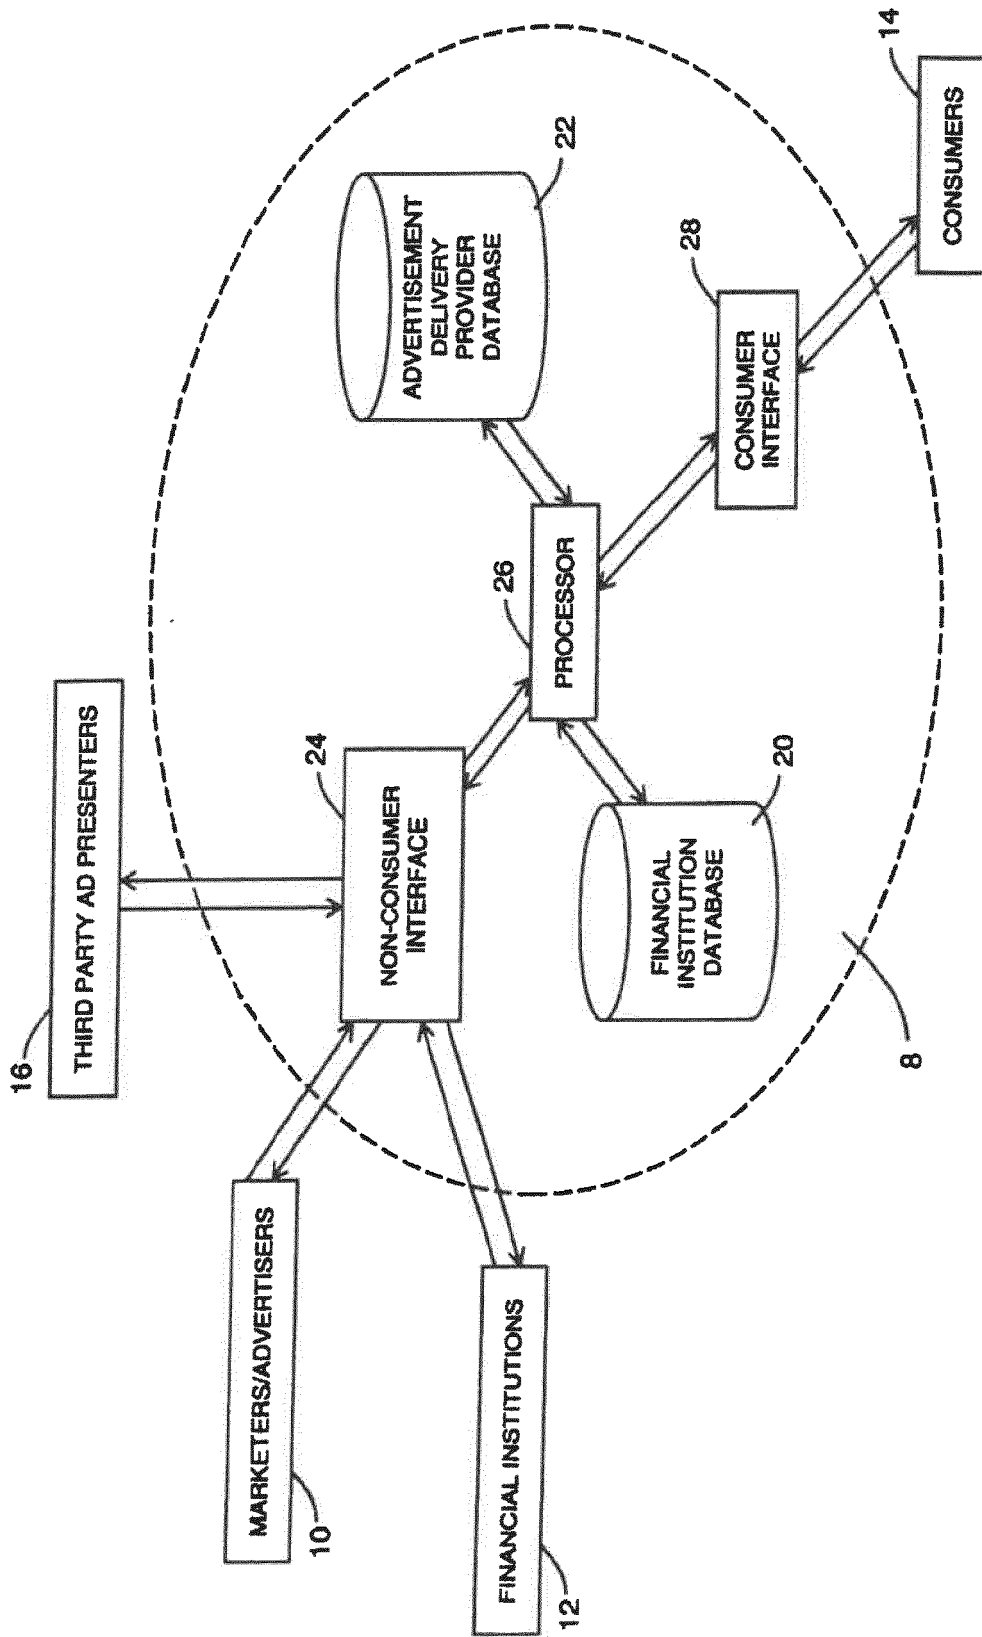 16
THIRD PARTY AD PRESENTERS
10
MARKETERS/ADVERTISERS
12
FINANCIAL INSTITUTIONS
24
NON-CONSUMER
INTERFACE
26
PROCESSOR
ADVERTISEMENT
DELIVERY
PROVIDER
DATABASE
22
FINANCIAL
INSTITUTION
DATABASE
20
28
CONSUMER
INTERFACE
8
14
CONSUMERS